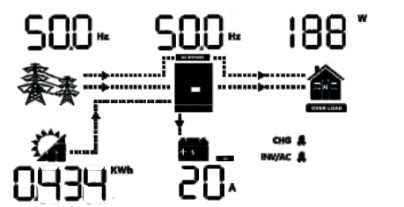 50.0 Hz 50.0 Hz 188 W
AC BYPASS
OVER LOAD
CHG
INV/AC
0.434 KWh 20 A